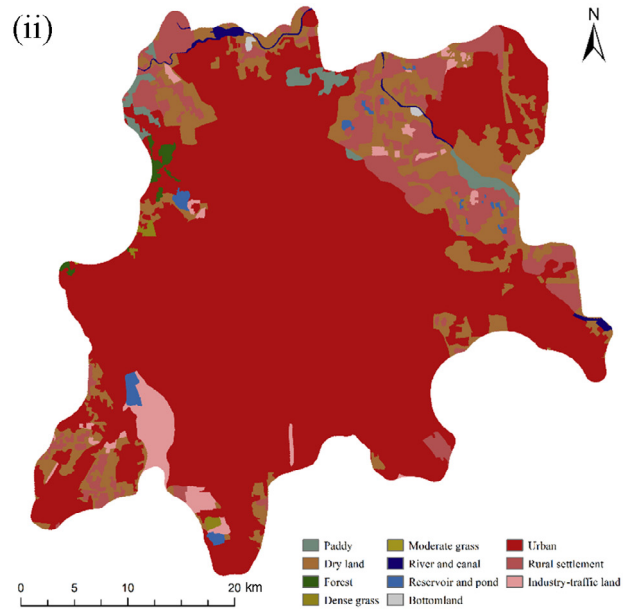 (ii)
N
Paddy
Dry land
Forest
Dense grass
Moderate grass
River and canal
Reservoir and pond
Bottomland
Urban
Rural settlement
Industry-traffic land
0 5 10 20 km